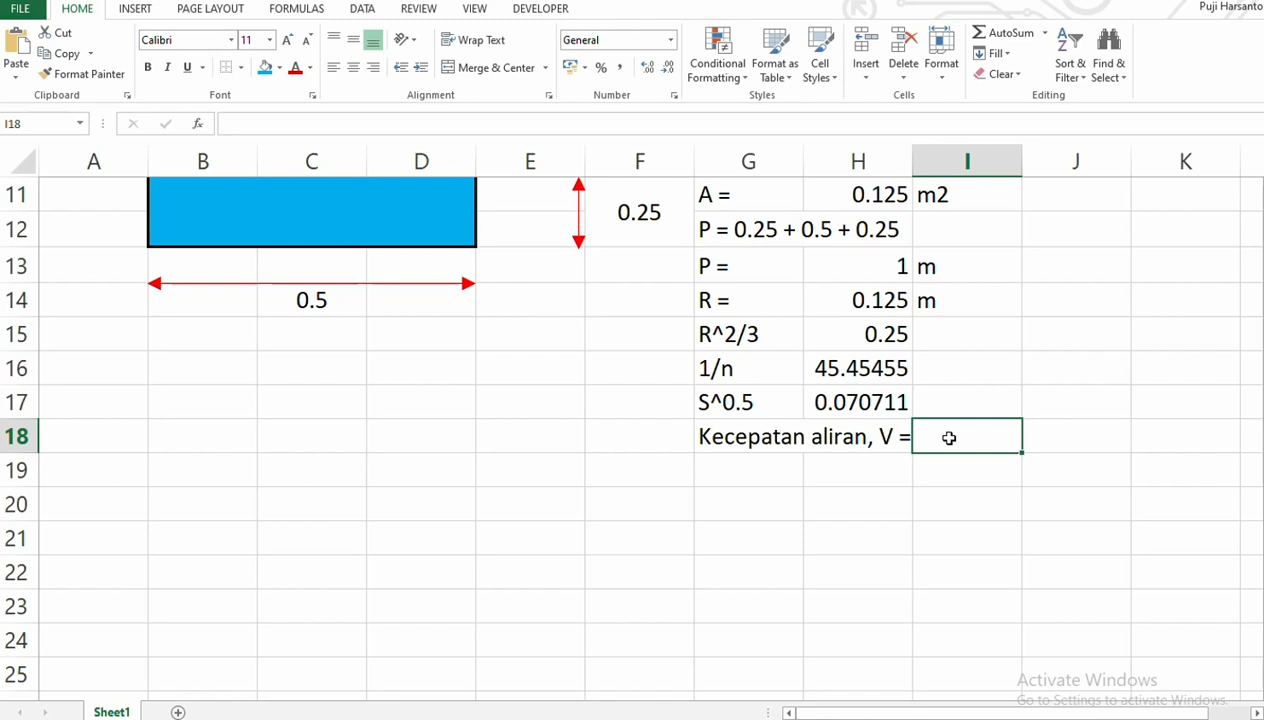 Puji Harsanto
FILE HOME INSERT PAGE LAYOUT FORMULAS DATA REVIEW VIEW DEVELOPER
Paste
Cut
Copy
Format Painter
Clipboard
Calibri 11 A A
B I U A
Font
Wrap Text
Merge & Center
Alignment
General
% , .00
Number
Conditional Formatting
Format as Table
Cell Styles
Styles
Insert Delete Format
Cells
AutoSum
Fill
Clear
Sort & Filter
Find & Select
Editing
I18 fx
A B C D E F G H I J K
11 A = 0.125 m2
0.25
12 P = 0.25 + 0.5 + 0.25
13 P = 1 m
14 0.5 R = 0.125 m
15 R^2/3 0.25
16 1/n 45.45455
17 S^0.5 0.070711
18 Kecepatan aliran, V =
19
20
21
22
23
24
25
Activate Windows
Go to Settings to activate Windows.
Sheet1